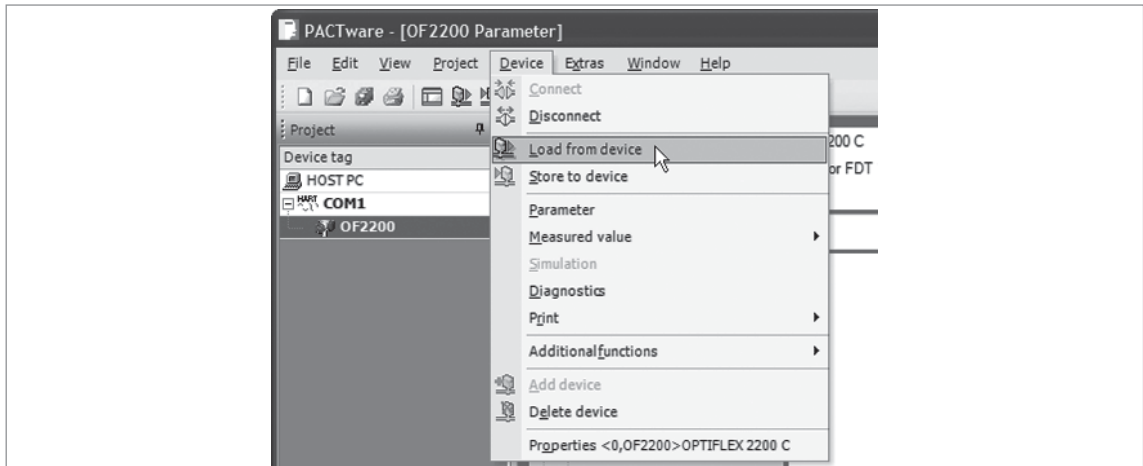 PACTware - [OF2200 Parameter]
File Edit View Project Device Extras Window Help
Connect
Disconnect
Project
200 C
Load from device
Device tag
or FDT
HOST PC
Store to device
HART COM1
Parameter
OF2200
Measured value
Simulation
Diagnostics
Print
Additionalfunctions
Add device
Delete device
Properties <0,OF2200>OPTIFLEX 2200 C